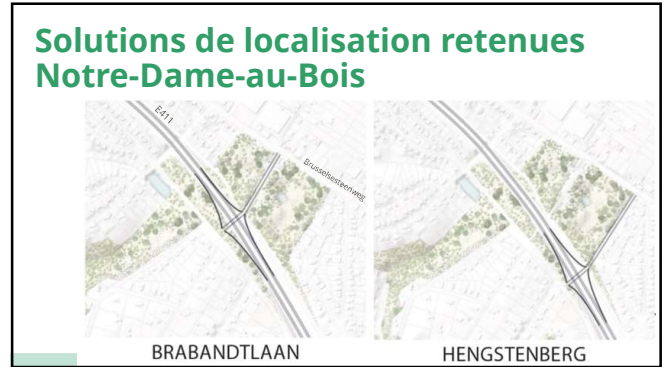 Solutions de localisation retenues
Notre-Dame-au-Bois
E411
Brusselsesteenweg
BRABANDTLAAN
HENGSTENBERG